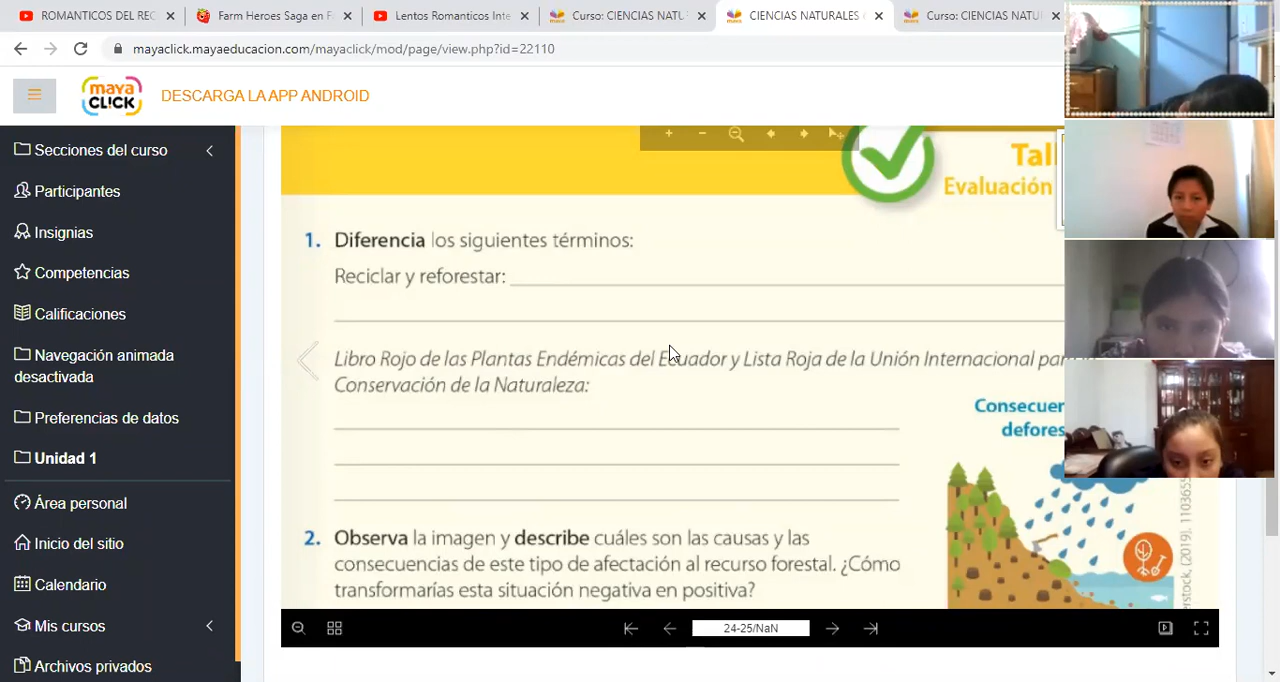 ROMANTICOS DEL REC
Farm Heroes Saga en F
Lentos Romanticos Inte
Curso: CIENCIAS NATU
CIENCIAS NATURALES
Curso: CIENCIAS NATU
mayaclick.mayaeducacion.com/mayaclick/mod/page/view.php?id=22110
maya CL!CK
DESCARGA LA APP ANDROID
Secciones del curso
Participantes
Insignias
Competencias
Calificaciones
Navegación animada
desactivada
Preferencias de datos
Unidad 1
Área personal
Inicio del sitio
Calendario
Mis cursos
Archivos privados
Tal
Evaluación
1. Diferencia los siguientes términos:
Reciclar y reforestar:
Libro Rojo de las Plantas Endémicas del Ecuador y Lista Roja de la Unión Internacional par
Conservación de la Naturaleza:
Consecuen
defores
2. Observa la imagen y describe cuáles son las causas y las
consecuencias de este tipo de afectación al recurso forestal. ¿Cómo
transformarías esta situación negativa en positiva?
erstock, (2019). 1103655
24-25/NaN